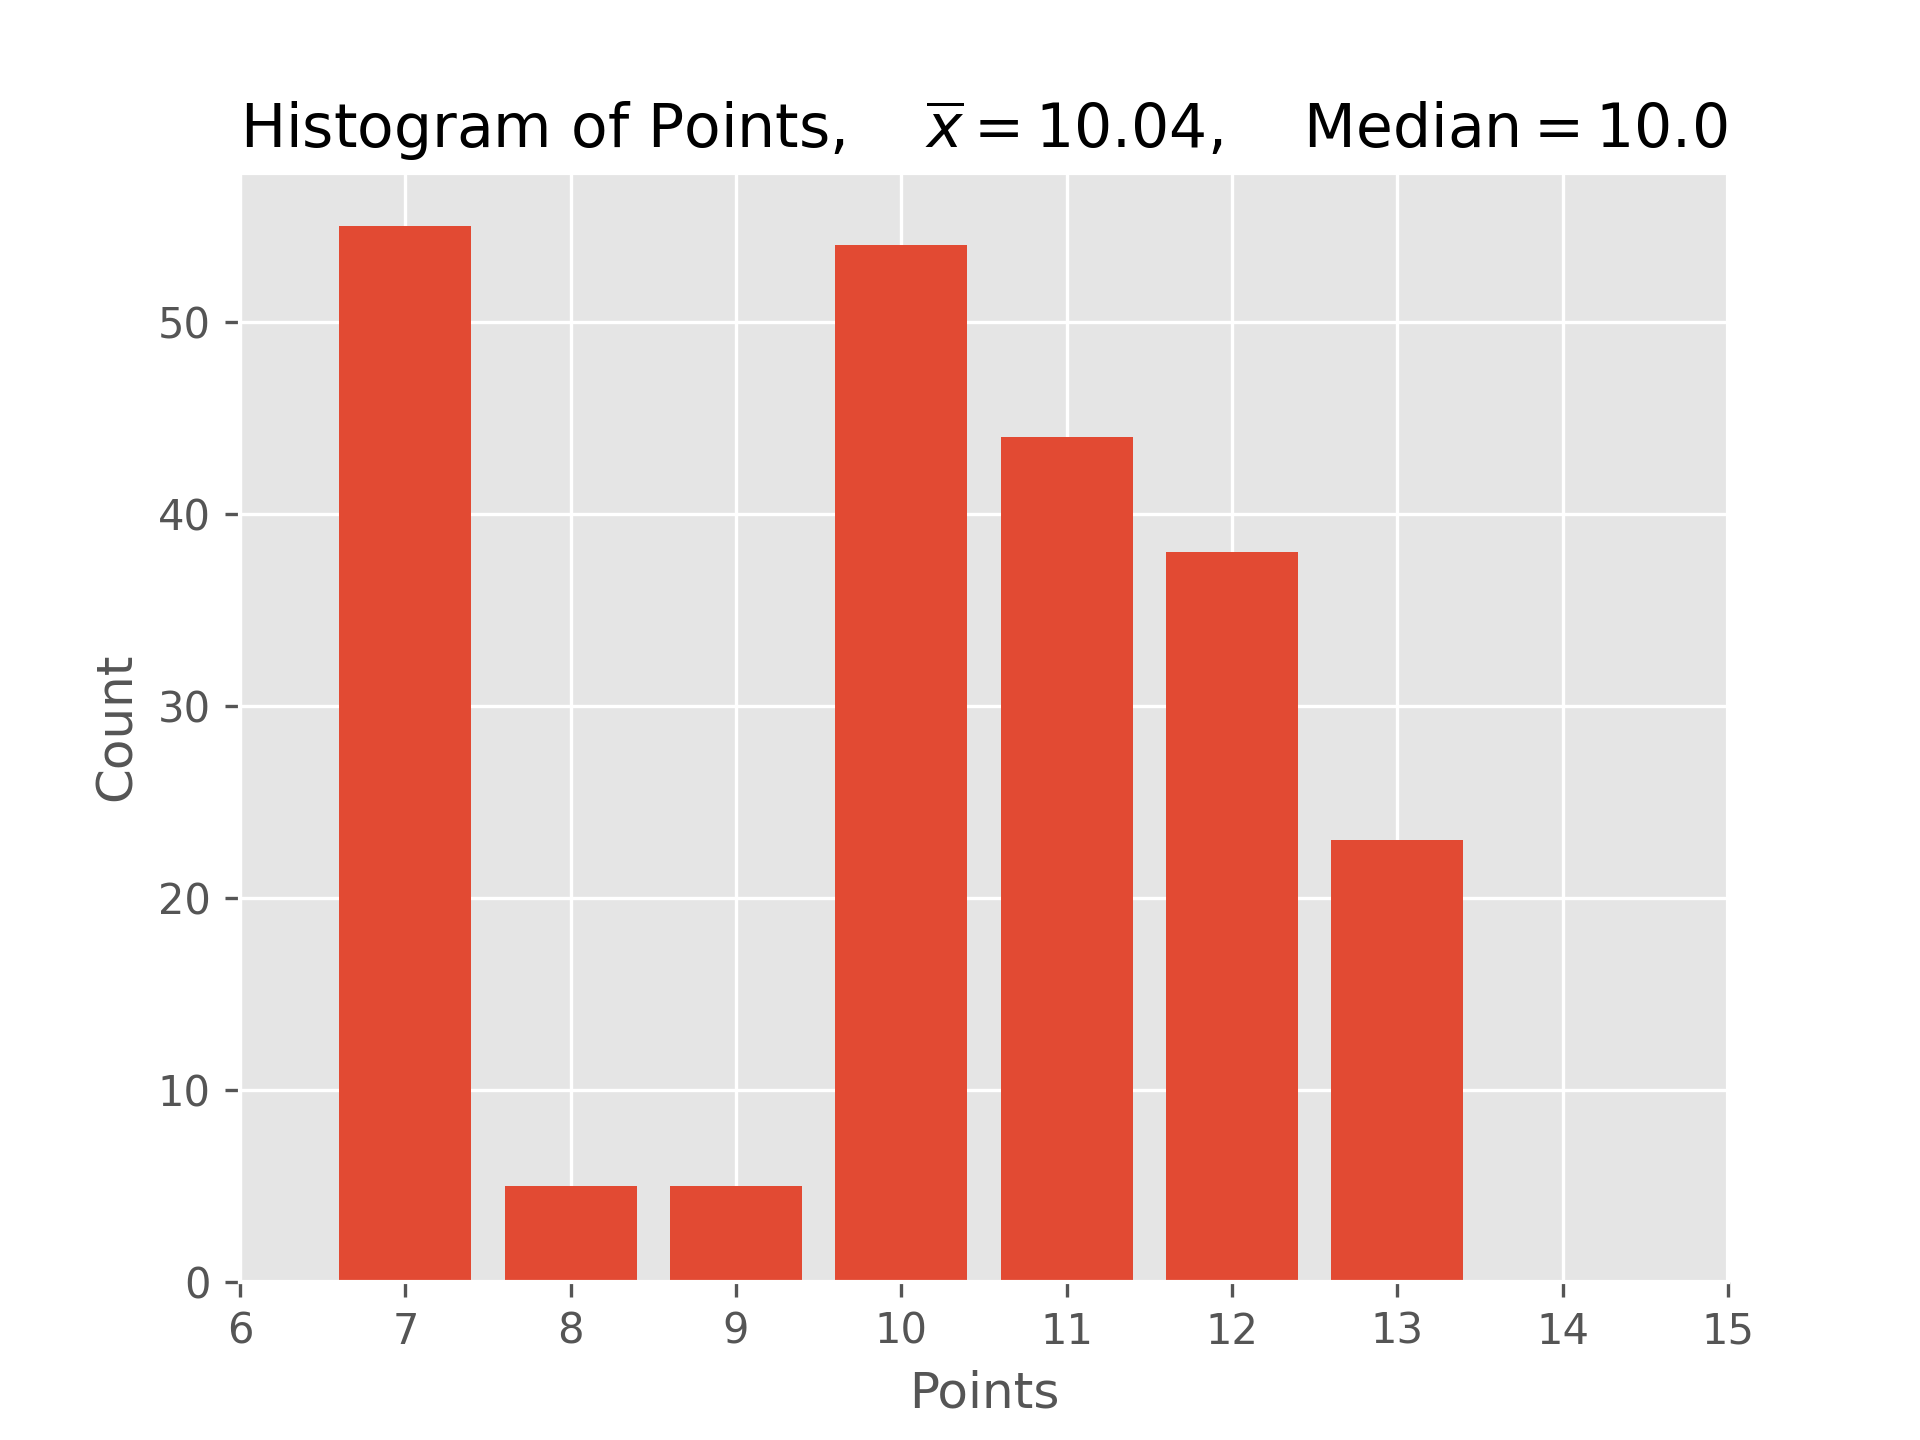 Histogram of Points, x̅ = 10.04, Median = 10.0
50
40
30
20
10
0
Count
6 7 8 9 10 11 12 13 14 15
Points